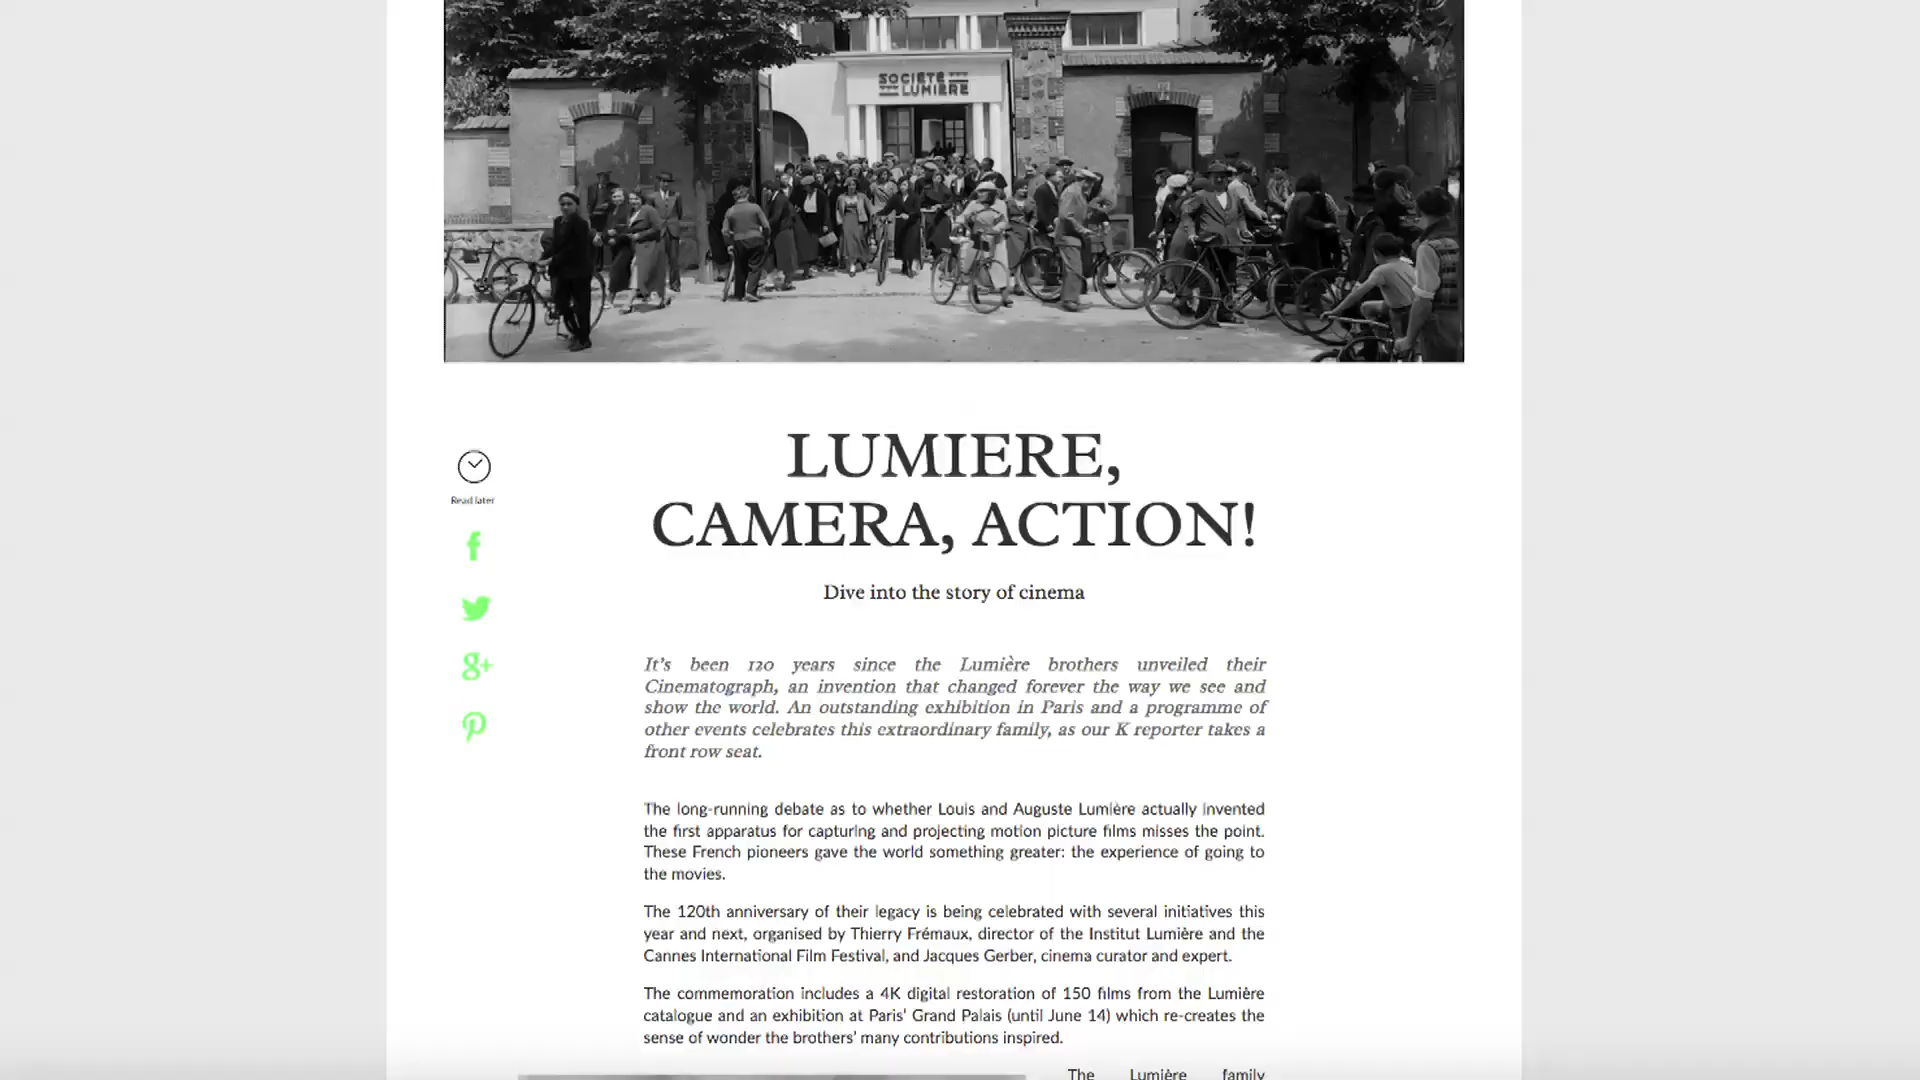 SOCIÉTÉ
LUMIÈRE
LUMIERE,
CAMERA, ACTION!
Read later
Dive into the story of cinema
It's been 120 years since the Lumière brothers unveiled their
Cinematograph, an invention that changed forever the way we see and
show the world. An outstanding exhibition in Paris and a programme of
other events celebrates this extraordinary family, as our K reporter takes a
front row seat.
The long-running debate as to whether Louis and Auguste Lumière actually invented
the first apparatus for capturing and projecting motion picture films misses the point.
These French pioneers gave the world something greater: the experience of going to
the movies.
The 120th anniversary of their legacy is being celebrated with several initiatives this
year and next, organised by Thierry Frémaux, director of the Institut Lumière and the
Cannes International Film Festival, and Jacques Gerber, cinema curator and expert.
The commemoration includes a 4K digital restoration of 150 films from the Lumière
catalogue and an exhibition at Paris' Grand Palais (until June 14) which re-creates the
sense of wonder the brothers' many contributions inspired.
The Lumière family